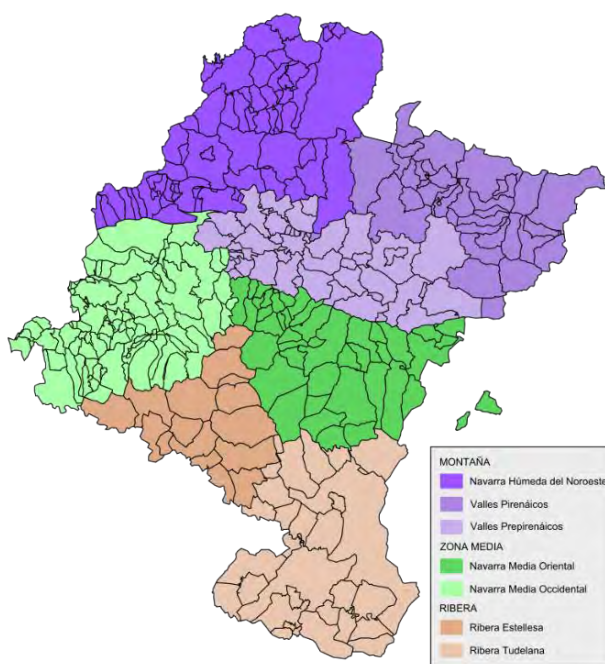 MONTAÑA
Navarra Húmeda del Noroeste
Valles Pirenáicos
Valles Prepirenáicos
ZONA MEDIA
Navarra Media Oriental
Navarra Media Occidental
RIBERA
Ribera Estellesa
Ribera Tudelana